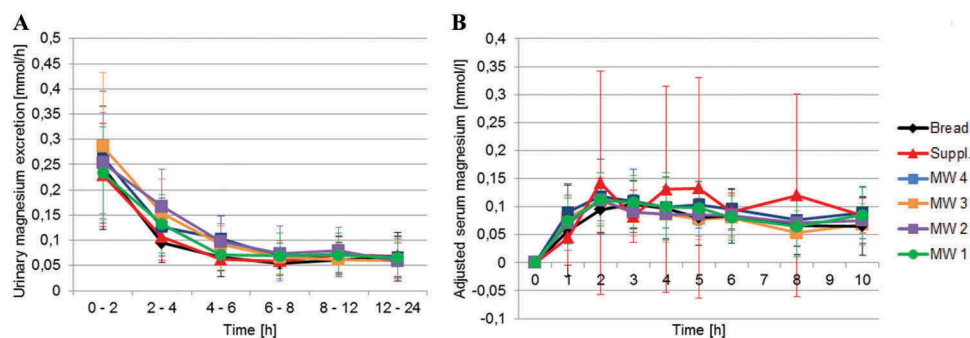 A
Urinary magnesium excretion [mmol/h]
0,5
0,45
0,4
0,35
0,3
0,25
0,2
0,15
0,1
0,05
0
0 - 2
2 - 4
4 - 6
6 - 8
8 - 12
12 - 24
Time [h]
B
Adjusted serum magnesium [mmol/l]
0,4
0,35
0,3
0,25
0,2
0,15
0,1
0,05
0
-0,05
-0,1
0
1
2
3
4
5
6
7
8
9
10
Time [h]
Bread
Suppl.
MW 4
MW 3
MW 2
MW 1